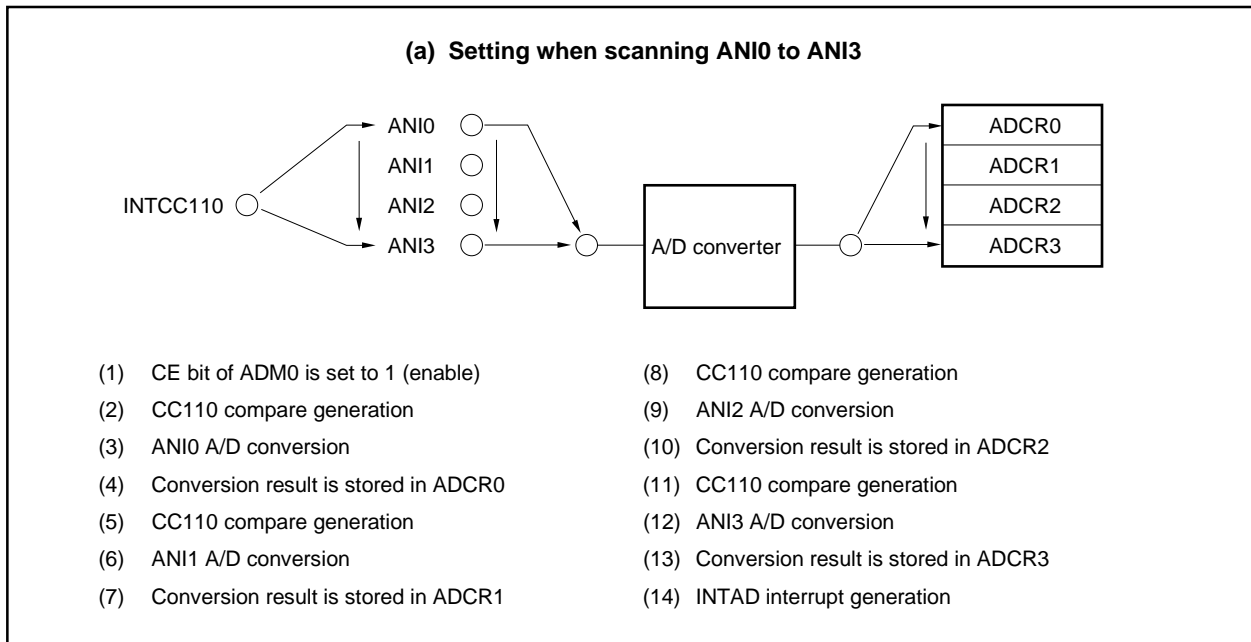 (a) Setting when scanning ANI0 to ANI3
INTCC110
ANI0
ANI1
ANI2
ANI3
A/D converter
ADCR0
ADCR1
ADCR2
ADCR3
(1) CE bit of ADM0 is set to 1 (enable)
(2) CC110 compare generation
(3) ANI0 A/D conversion
(4) Conversion result is stored in ADCR0
(5) CC110 compare generation
(6) ANI1 A/D conversion
(7) Conversion result is stored in ADCR1
(8) CC110 compare generation
(9) ANI2 A/D conversion
(10) Conversion result is stored in ADCR2
(11) CC110 compare generation
(12) ANI3 A/D conversion
(13) Conversion result is stored in ADCR3
(14) INTAD interrupt generation